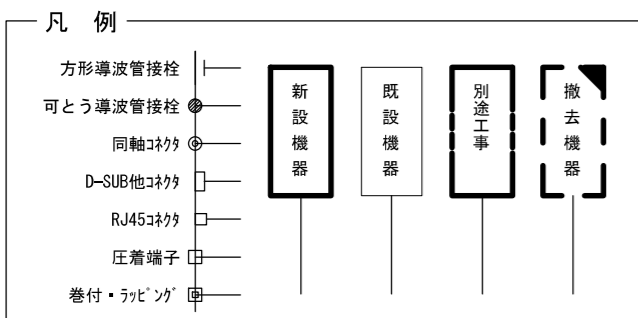 凡 例
方形導波管接栓
可とう導波管接栓
同軸ｺﾈｸﾀ
D-SUB他ｺﾈｸﾀ
RJ45ｺﾈｸﾀ
圧着端子
巻付・ﾗｯﾋﾟﾝｸﾞ
新設機器
既設機器
別途工事
撤去機器